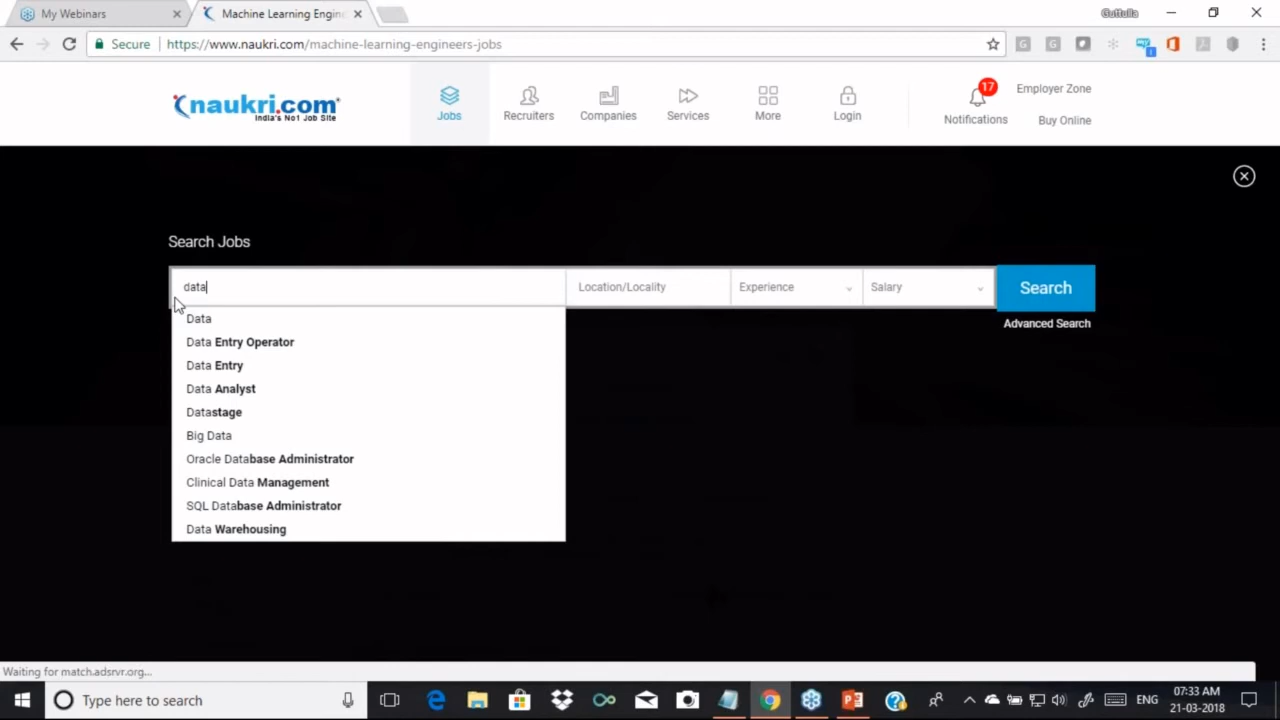 My Webinars
Machine Learning Engine
Guttulla
Secure
https://www.naukri.com/machine-learning-engineers-jobs
naukri.com
India's No1 Job Site
Jobs
Recruiters
Companies
Services
More
Login
17
Notifications
Employer Zone
Buy Online
Search Jobs
data
Location/Locality
Experience
Salary
Search
Advanced Search
Data
Data Entry Operator
Data Entry
Data Analyst
Datastage
Big Data
Oracle Database Administrator
Clinical Data Management
SQL Database Administrator
Data Warehousing
Waiting for match.adsrvr.org...
Type here to search
ENG
07:33 AM
21-03-2018